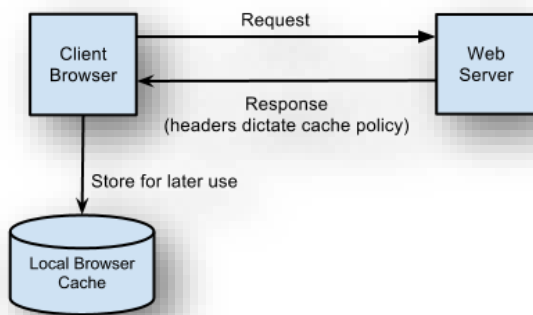 Request
Client
Browser
Web
Server
Response
(headers dictate cache policy)
Store for later use
Local Browser
Cache